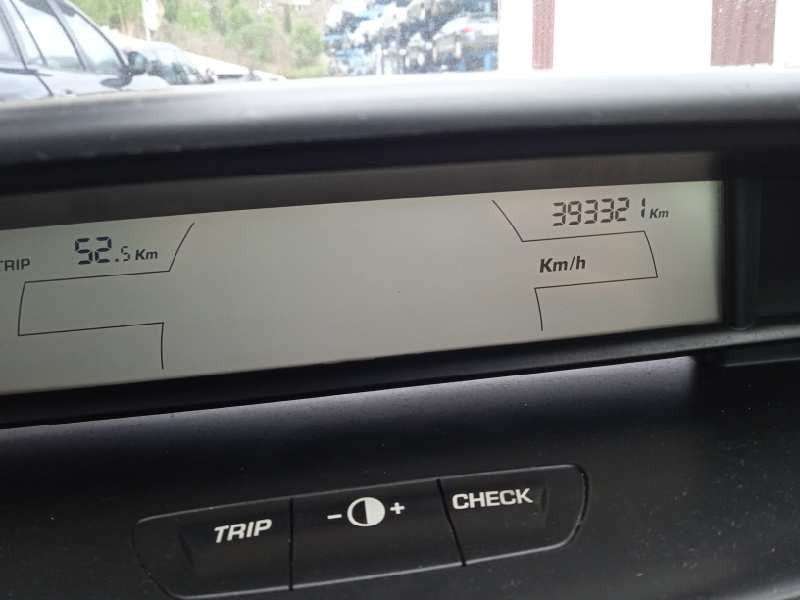 393321 Km
TRIP 52.5 Km
Km/h
TRIP - + CHECK